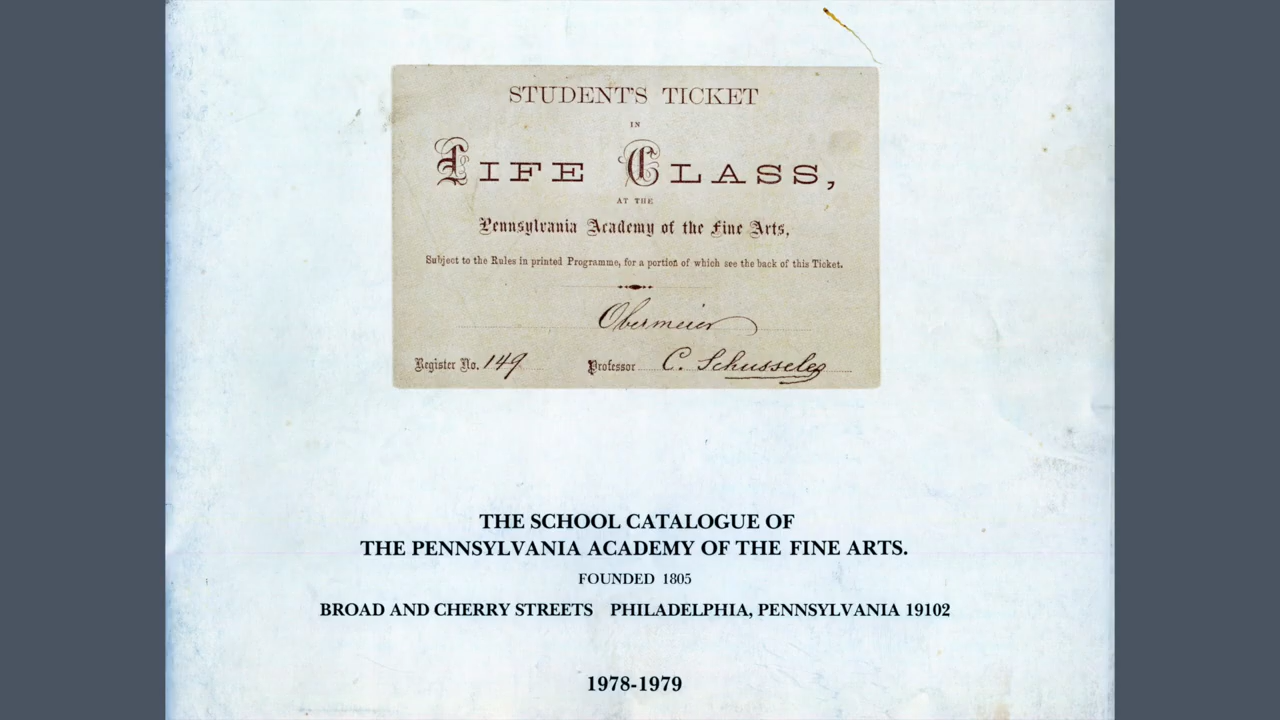 STUDENT'S TICKET
IN
LIFE CLASS,
AT THE
Pennsylvania Academy of the Fine Arts,
Subject to the Rules in printed Programme, for a portion of which see the back of this Ticket.
Obermeier
Register No. 149 Professor C. Schussele
THE SCHOOL CATALOGUE OF
THE PENNSYLVANIA ACADEMY OF THE FINE ARTS.
FOUNDED 1805
BROAD AND CHERRY STREETS PHILADELPHIA, PENNSYLVANIA 19102
1978-1979